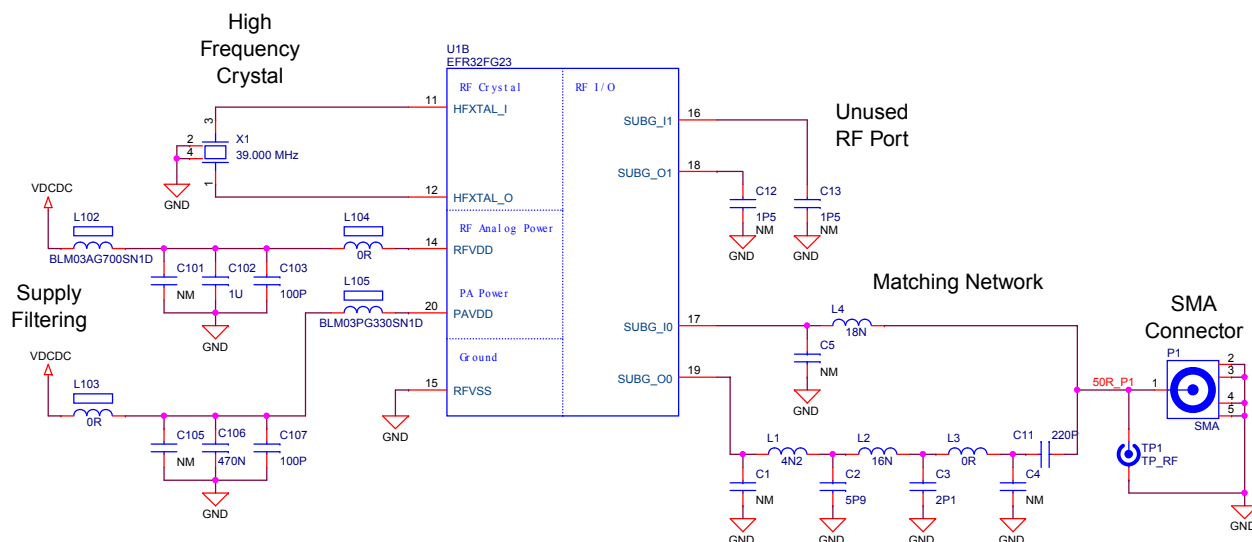 High
Frequency
Crystal
U1B
EFR32FG23
RF Crystal
RF I/O
11
HFXTAL_I
3
2
4
X1
39.000 MHz
1
GND
12
HFXTAL_O
16
SUBG_I1
18
SUBG_O1
Unused
RF Port
C12
1P5
NM
GND
C13
1P5
NM
GND
VDCDC
L102
BLM03AG700SN1D
L104
0R
RF Analog Power
14
RFVDD
C101
NM
C102
1U
C103
100P
GND
Supply
Filtering
L105
BLM03PG330SN1D
PA Power
20
PAVDD
VDCDC
L103
0R
C105
NM
C106
470N
C107
100P
GND
Ground
15
RFVSS
GND
Matching Network
17
SUBG_I0
L4
18N
C5
NM
GND
19
SUBG_O0
L1
4N2
L2
16N
L3
0R
C11
220P
C1
NM
GND
C2
5P9
GND
C3
2P1
GND
C4
NM
GND
SMA
Connector
P1
50R_P1
1
2
3
4
5
SMA
TP1
TP_RF
GND